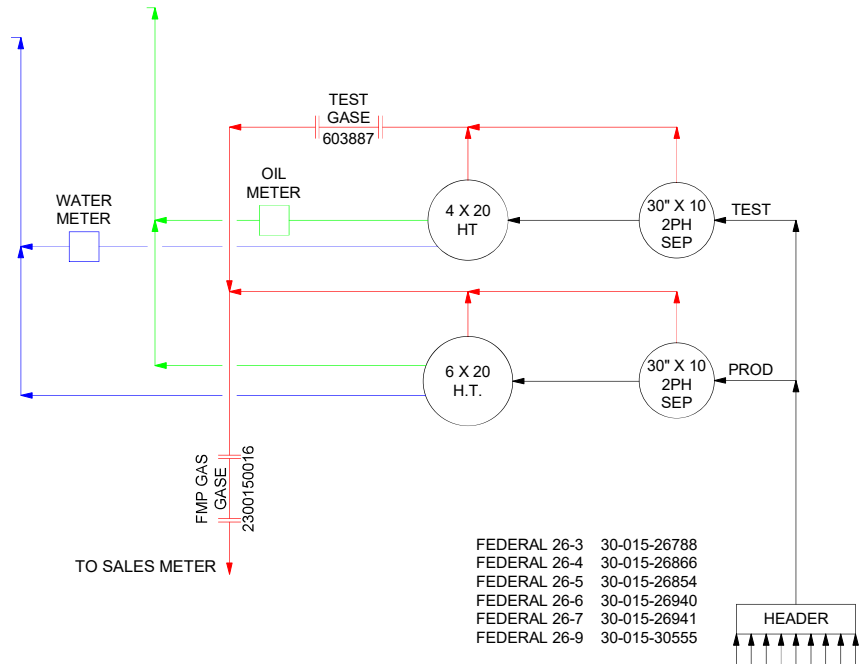 TEST
GASE
603887
OIL
METER
WATER
METER
4 X 20
HT
30" X 10
2PH
SEP
TEST
6 X 20
H.T.
30" X 10
2PH
SEP
PROD
FMP GAS
GASE
2300150016
TO SALES METER
FEDERAL 26-3 30-015-26788
FEDERAL 26-4 30-015-26866
FEDERAL 26-5 30-015-26854
FEDERAL 26-6 30-015-26940
FEDERAL 26-7 30-015-26941
FEDERAL 26-9 30-015-30555
HEADER